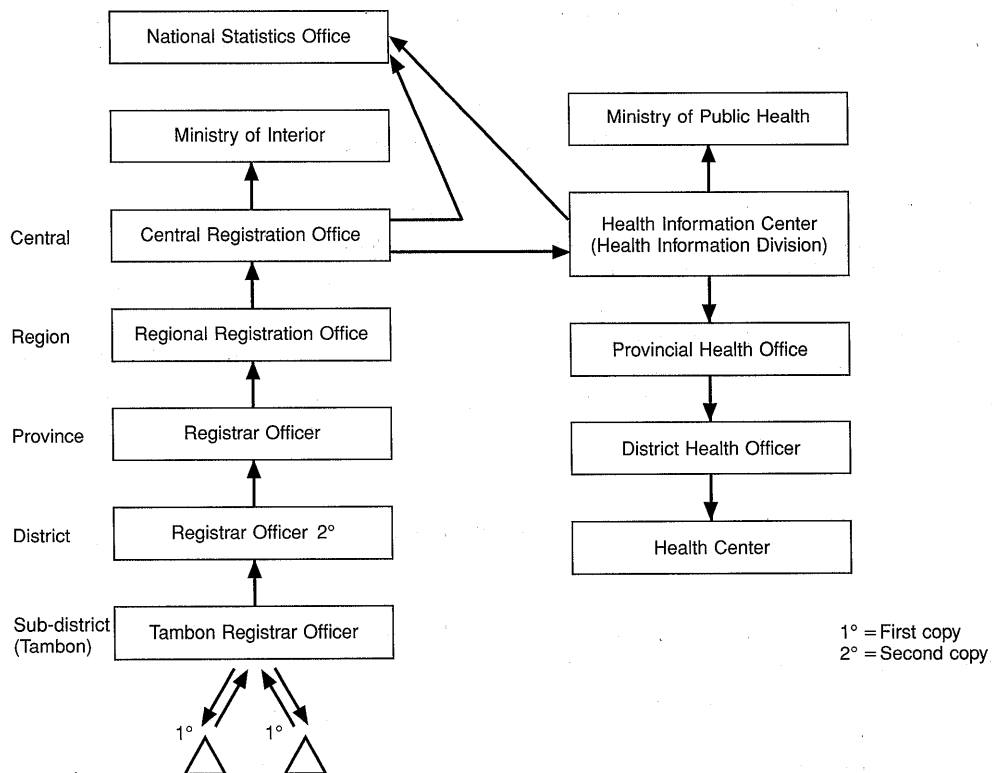 National Statistics Office
Ministry of Interior
Ministry of Public Health
Central
Central Registration Office
Health Information Center
(Health Information Division)
Region
Regional Registration Office
Provincial Health Office
Province
Registrar Officer
District Health Officer
District
Registrar Officer 2°
Health Center
Sub-district
(Tambon)
Tambon Registrar Officer
1° = First copy
2° = Second copy
1°
1°